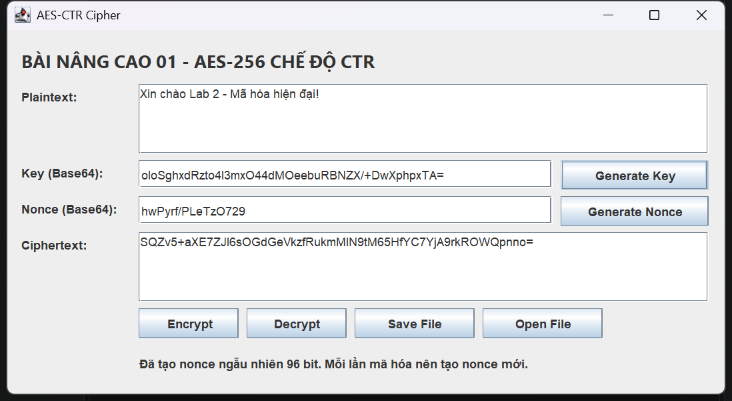 AES-CTR Cipher
BÀI NÂNG CAO 01 - AES-256 CHẾ ĐỘ CTR
Plaintext:
Xin chào Lab 2 - Mã hóa hiện đại!
Key (Base64):
oloSghxdRzto4I3mxO44dMOeebuRBNZX/+DwXphpxTA=
Generate Key
Nonce (Base64):
hwPyrf/PLeTzO729
Generate Nonce
Ciphertext:
SQZv5+aXE7ZJl6sOGdGeVkzfRukmMlN9tM65HfYC7YjA9rkROWQpnno=
Encrypt
Decrypt
Save File
Open File
Đã tạo nonce ngẫu nhiên 96 bit. Mỗi lần mã hóa nên tạo nonce mới.